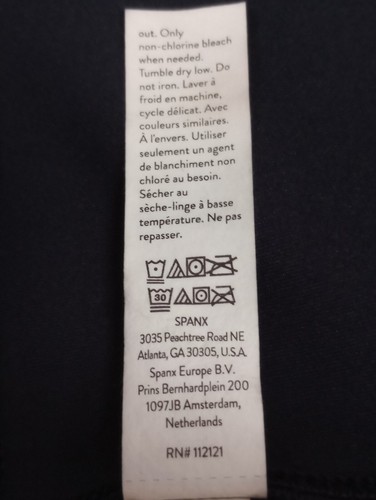 out. Only
non-chlorine bleach
when needed.
Tumble dry low. Do
not iron. Laver à
froid en machine,
cycle délicat. Avec
couleurs similaires.
À l'envers. Utiliser
seulement un agent
de blanchiment non
chloré au besoin.
Sécher au
sèche-linge à basse
température. Ne pas
repasser.
30
SPANX
3035 Peachtree Road NE
Atlanta, GA 30305, U.S.A.
Spanx Europe B.V.
Prins Bernhardplein 200
1097JB Amsterdam,
Netherlands
RN# 112121